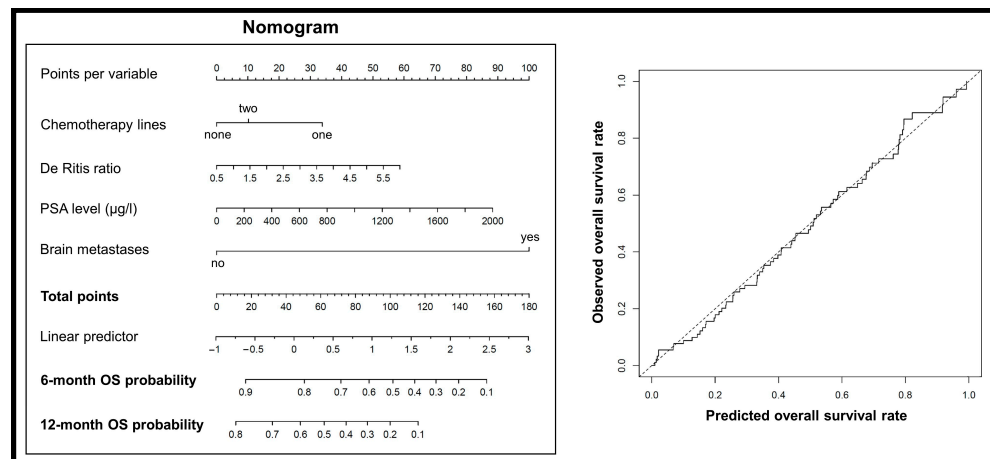 Nomogram
Points per variable
0 10 20 30 40 50 60 70 80 90 100
Chemotherapy lines
two
none one
De Ritis ratio
0.5 1.5 2.5 3.5 4.5 5.5
PSA level (µg/l)
0 200 400 600 800 1200 1600 2000
Brain metastases
yes
no
Total points
0 20 40 60 80 100 120 140 160 180
Linear predictor
−1 −0.5 0 0.5 1 1.5 2 2.5 3
6-month OS probability
0.9 0.8 0.7 0.6 0.5 0.4 0.3 0.2 0.1
12-month OS probability
0.8 0.7 0.6 0.5 0.4 0.3 0.2 0.1
Observed overall survival rate
1.0
0.8
0.6
0.4
0.2
0.0
0.0 0.2 0.4 0.6 0.8 1.0
Predicted overall survival rate